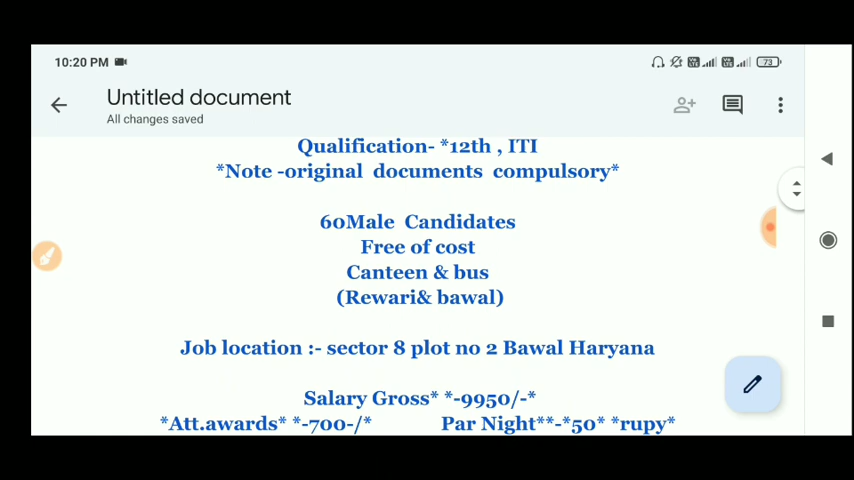 10:20 PM
73
Untitled document
All changes saved
Qualification- *12th , ITI
*Note -original documents compulsory*
60Male Candidates
Free of cost
Canteen & bus
(Rewari& bawal)
Job location :- sector 8 plot no 2 Bawal Haryana
Salary Gross* *-9950/-*
*Att.awards* *-700-/* Par Night**-*50* *rupy*